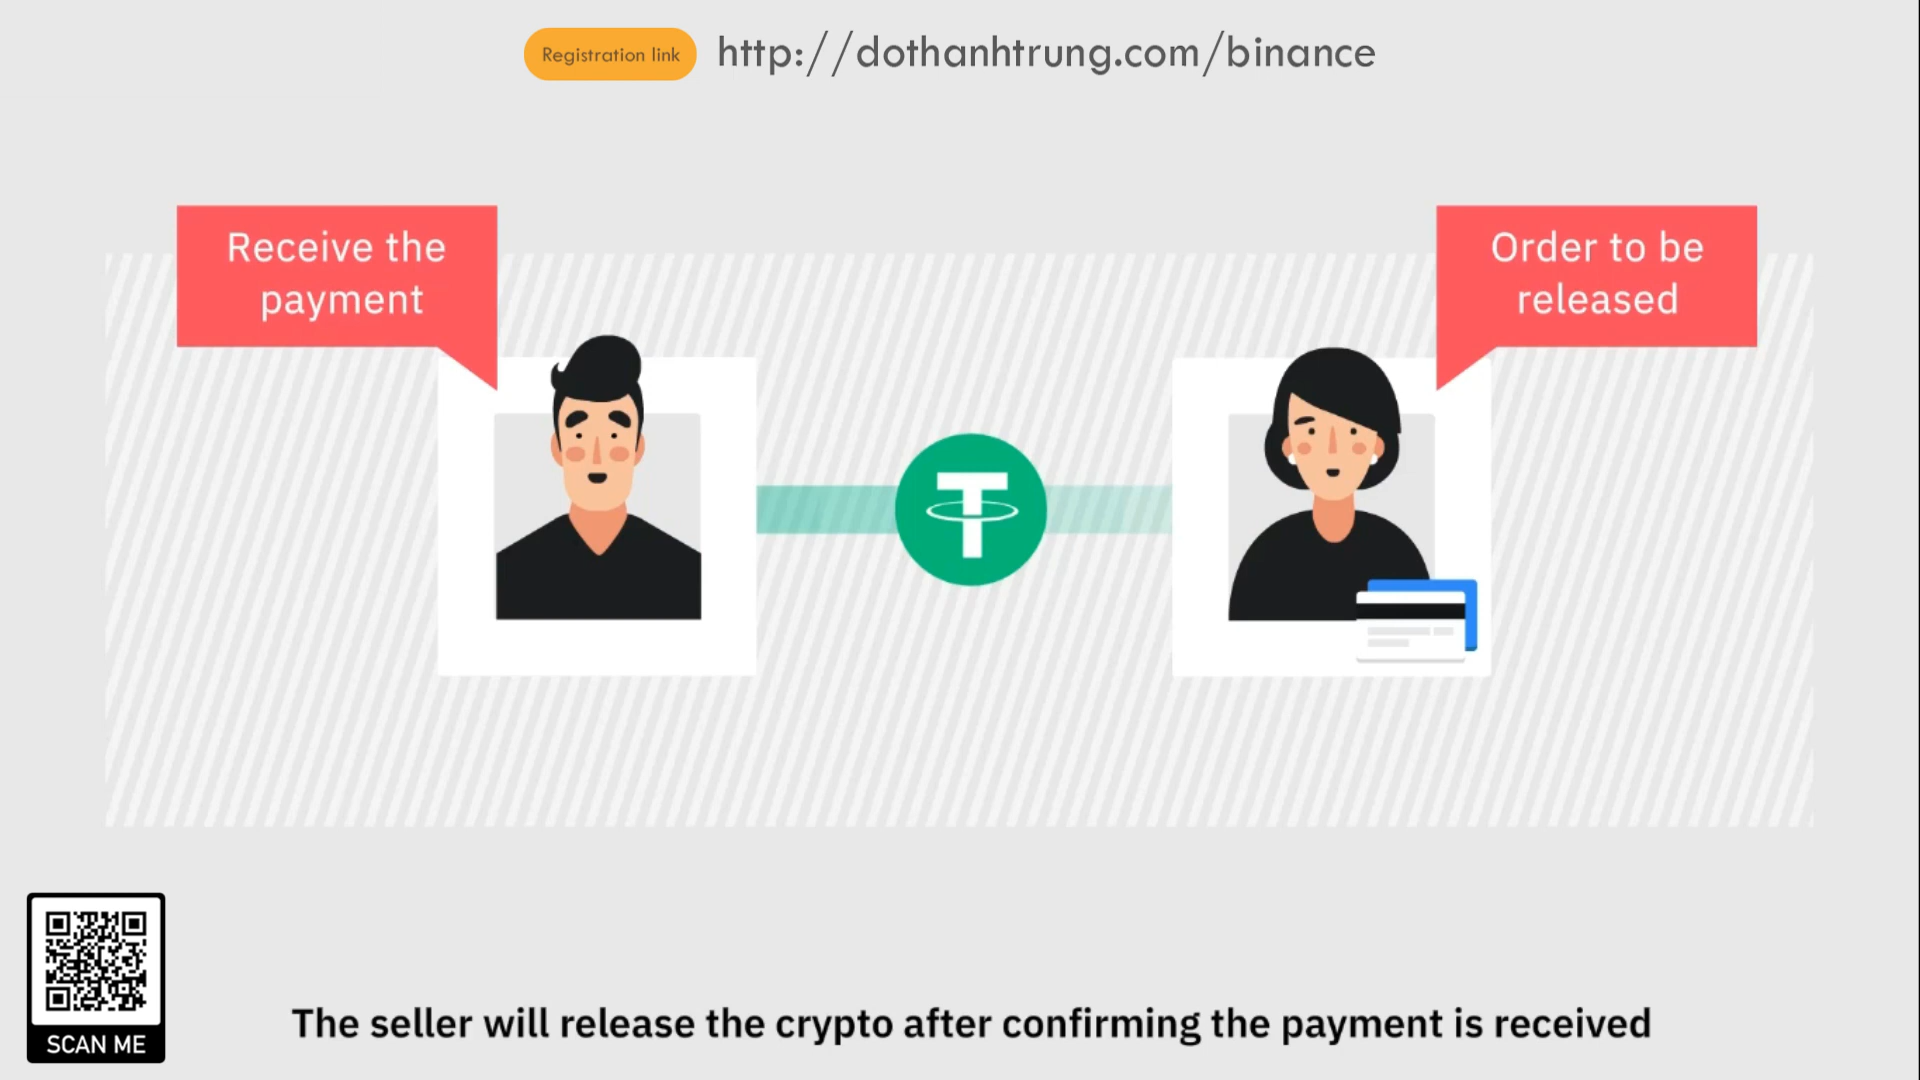 Registration link http://dothanhtrung.com/binance
Receive the
payment
Order to be
released
SCAN ME
The seller will release the crypto after confirming the payment is received